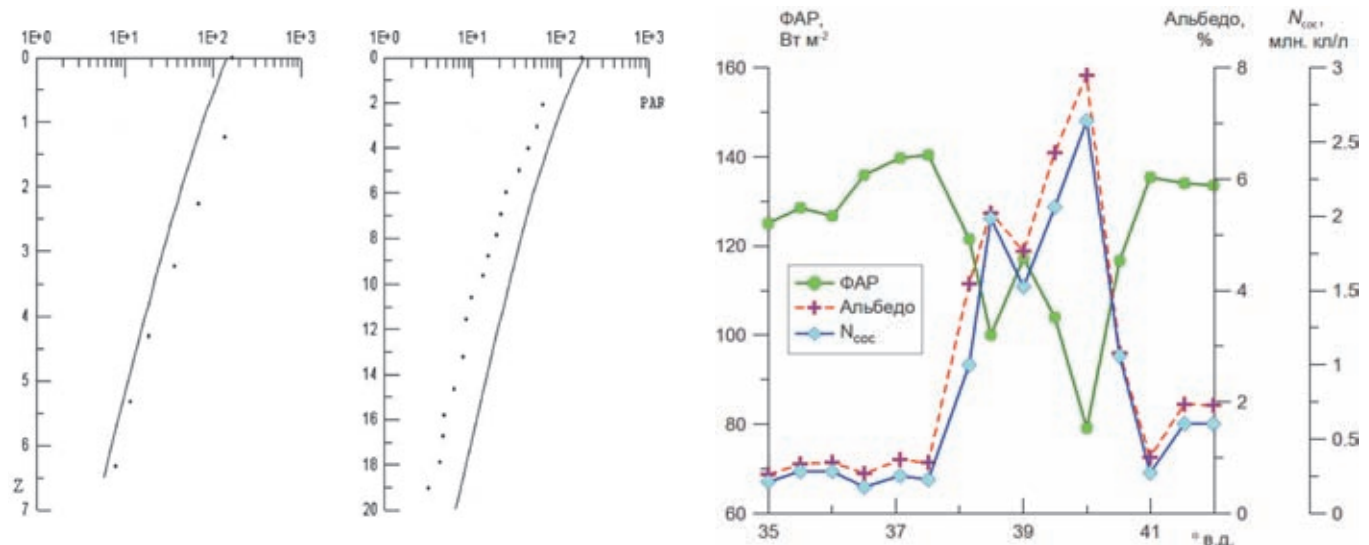 1E+0 1E+1 1E+2 1E+3
0
1
2
3
4
5
6
Z
7
1E+0 1E+1 1E+2 1E+3
0
PAR
2
4
6
8
10
12
14
16
18
20
ФАР,
Вт м-2
Альбедо,
%
Nсос,
млн. кл/л
160
140
120
100
80
60
8
6
4
2
0
3
2.5
2
1.5
1
0.5
0
ФАР
Альбедо
Nсос
35 37 39 41 ° в.д.